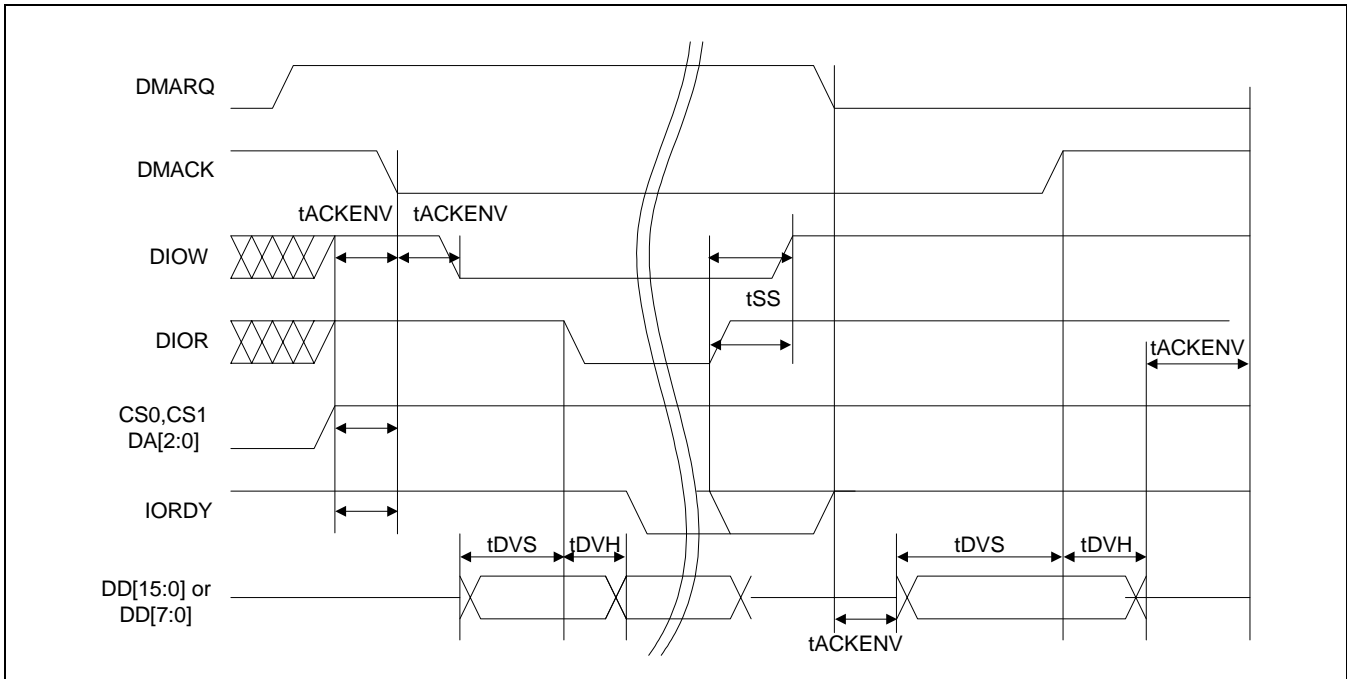 DMARQ
DMACK
tACKENV tACKENV
DIOW
tSS
DIOR
tACKENV
CS0,CS1
DA[2:0]
IORDY
tDVS tDVH tDVS tDVH
DD[15:0] or
DD[7:0]
tACKENV